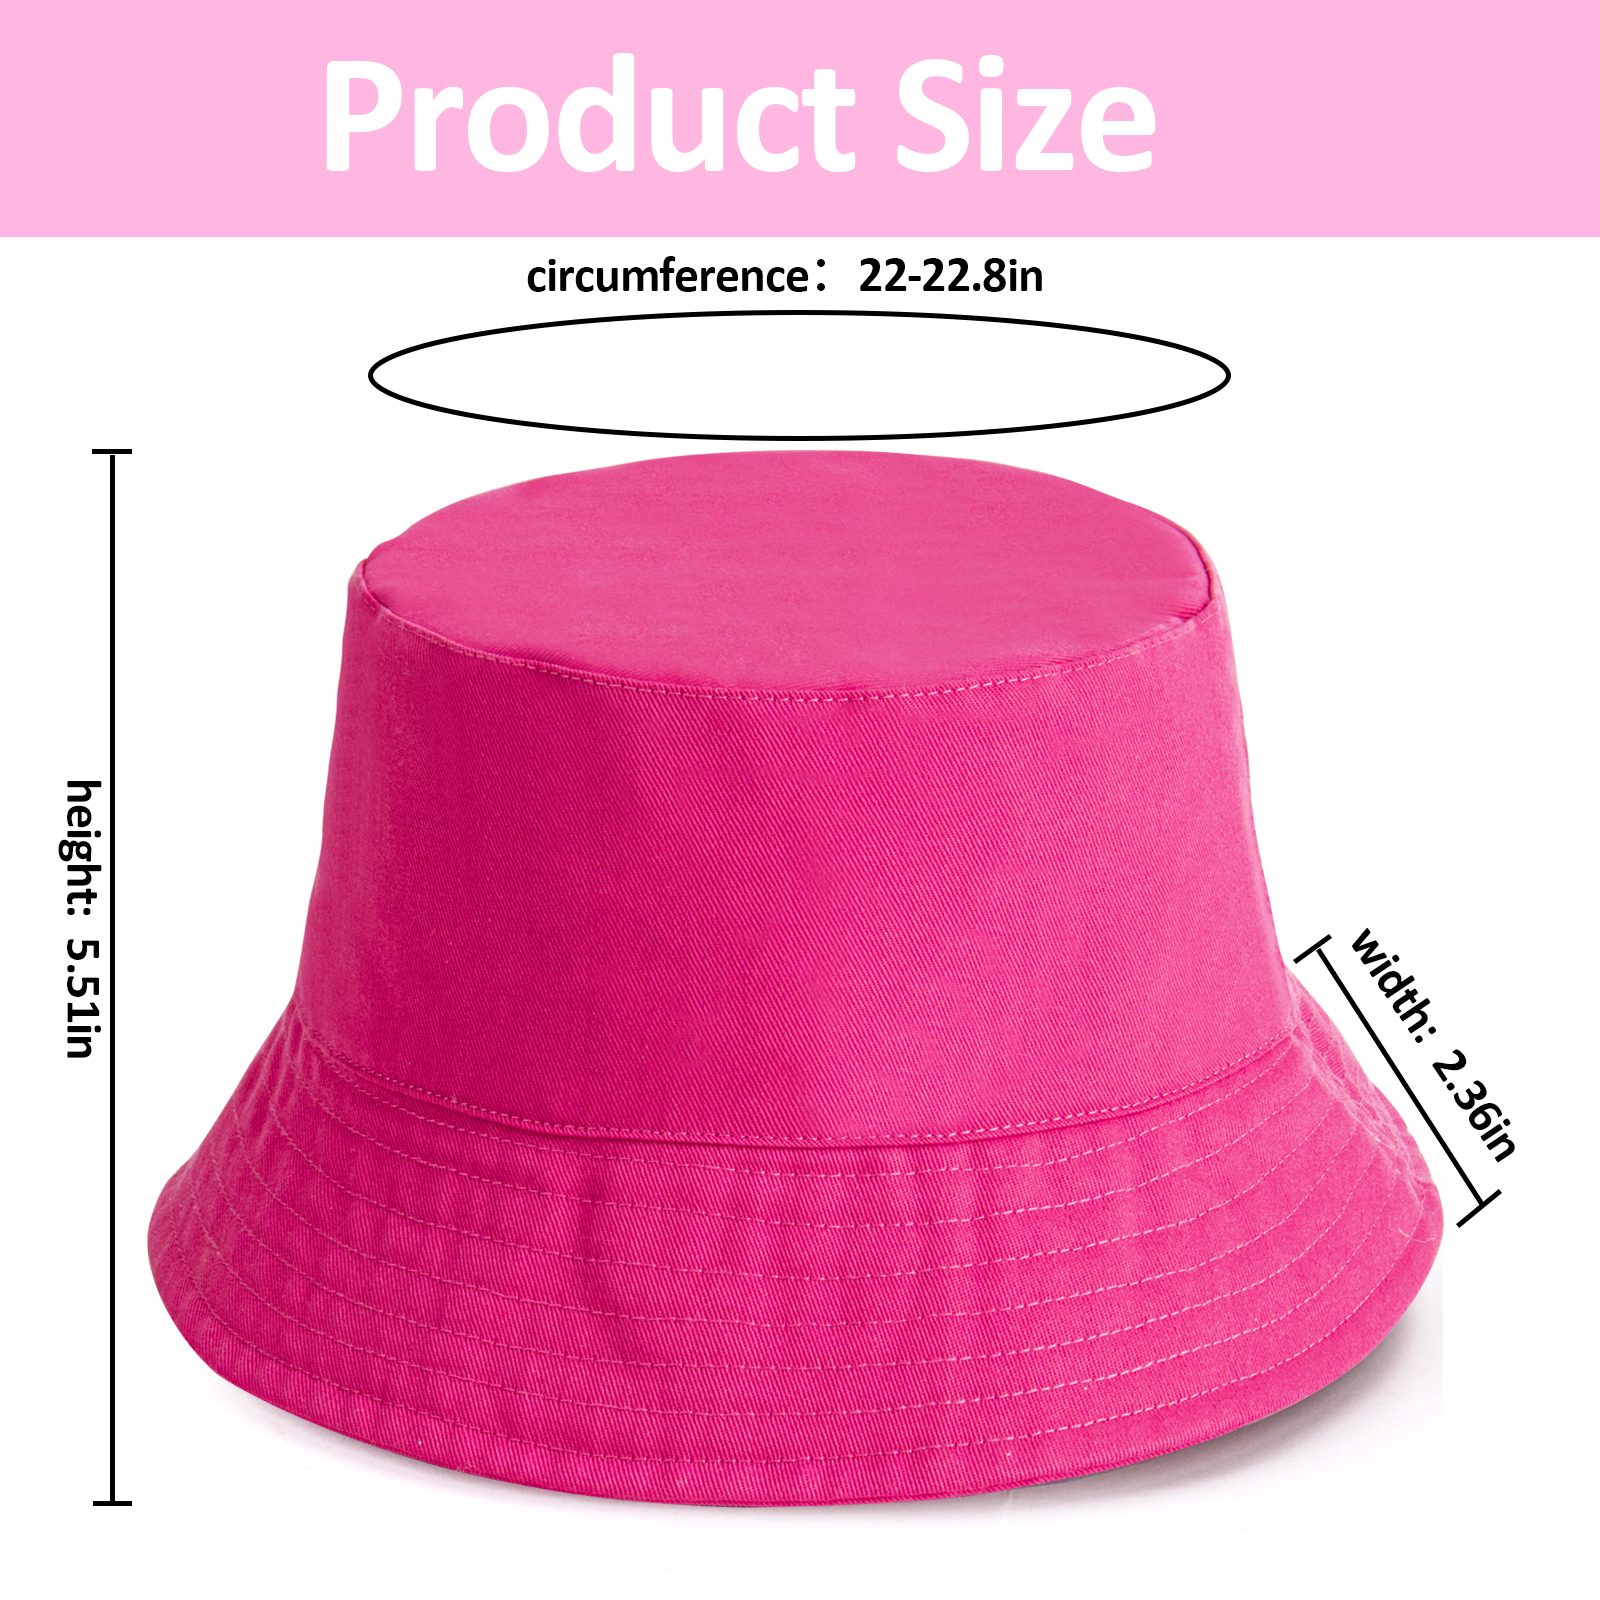 Product Size
circumference：22-22.8in
height: 5.51in
width: 2.36in